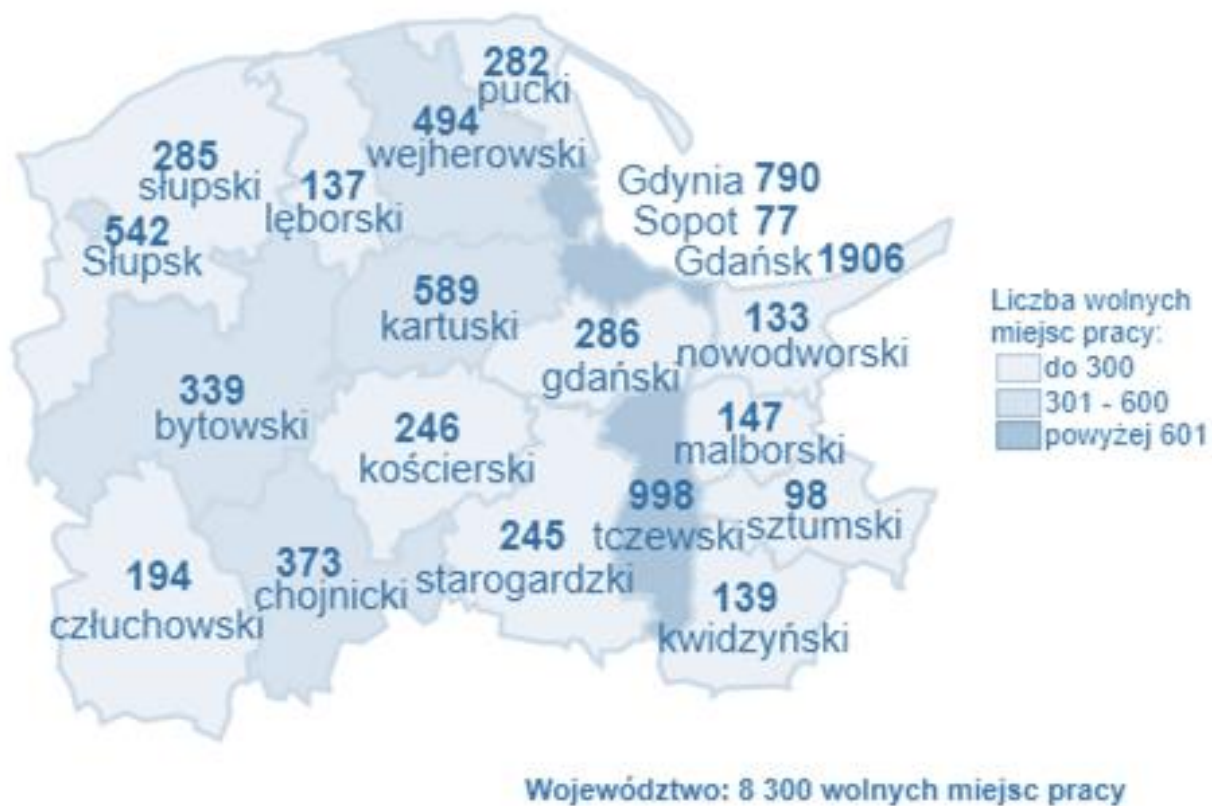 282
pucki
494
wejherowski
285
słupski
137
lęborski
Gdynia 790
Sopot 77
Gdańsk 1906
542
Słupsk
589
kartuski
286
gdański
133
nowodworski
Liczba wolnych
miejsc pracy:
do 300
301 - 600
powyżej 601
339
bytowski
246
kościerski
147
malborski
998
tczewski
98
sztumski
245
starogardzki
373
chojnicki
194
człuchowski
139
kwidzyński
Województwo: 8 300 wolnych miejsc pracy